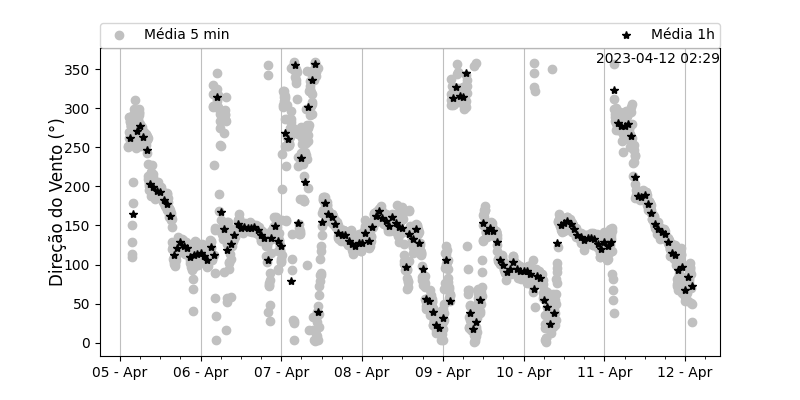 Média 5 min
Média 1h
2023-04-12 02:29
Direção do Vento (°)
350
300
250
200
150
100
50
0
05 - Apr
06 - Apr
07 - Apr
08 - Apr
09 - Apr
10 - Apr
11 - Apr
12 - Apr